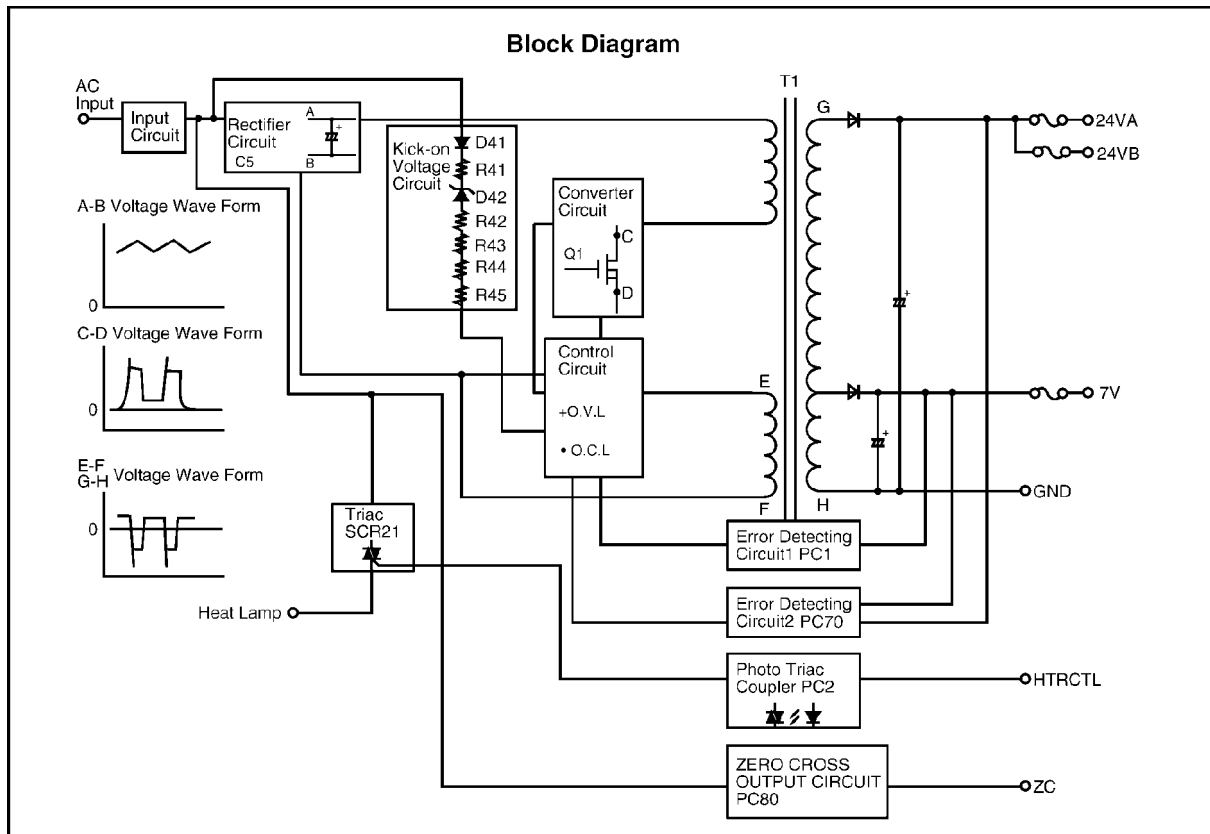 Block Diagram
AC
Input
Input
Circuit
Rectifier
Circuit
C5
A
B
Kick-on
Voltage
Circuit
D41
R41
D42
R42
R43
R44
R45
Converter
Circuit
C
Q1
D
T1
G
24VA
24VB
A-B Voltage Wave Form
0
C-D Voltage Wave Form
0
E-F
G-H Voltage Wave Form
0
Control
Circuit
+O.V.L
• O.C.L
E
F
H
+
+
+
7V
GND
Triac
SCR21
Heat Lamp
Error Detecting
Circuit1 PC1
Error Detecting
Circuit2 PC70
Photo Triac
Coupler PC2
HTRCTL
ZERO CROSS
OUTPUT CIRCUIT
PC80
ZC